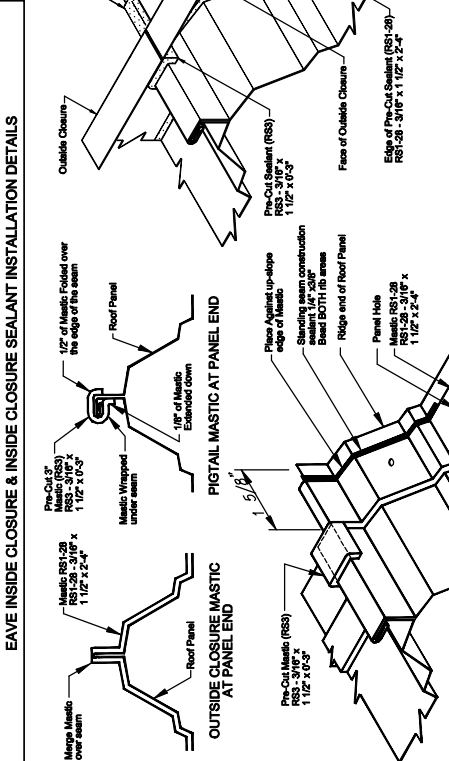 EAVE INSIDE CLOSURE & INSIDE CLOSURE SEALANT INSTALLATION DETAILS
Merge Mastic
over seam
Mastic RS1-28
RS1-28 - 3/16" x
1 1/2" x 2'-4"
Roof Panel
OUTSIDE CLOSURE MASTIC
AT PANEL END
Pre-Cut 3"
Mastic (RS3)
RS3 - 3/16" x
1 1/2" x 0'-3"
1/2" of Mastic Folded over
the edge of the seam
Mastic Wrapped
under seam
1/8" of Mastic
Extended down
Roof Panel
PIGTAIL MASTIC AT PANEL END
Outside Closure
Pre-Cut Sealant (RS3)
RS3 - 3/16" x
1 1/2" x 0'-3"
Face of Outside Closure
Edge of Pre-Cut Sealant (RS1-28)
RS1-28 - 3/16" x 1 1/2" x 2'-4"
Pre-Cut Mastic (RS3)
RS3 - 3/16" x
1 1/2" x 0'-3"
1 5/8"
Place Against up-slope
edge of Mastic
Standing seam construction
sealant 1/4" x3/8"
Bead BOTH rib areas
Ridge end of Roof Panel
Panel Hole
Mastic RS1-28
RS1-28 - 3/16" x
1 1/2" x 2'-4"